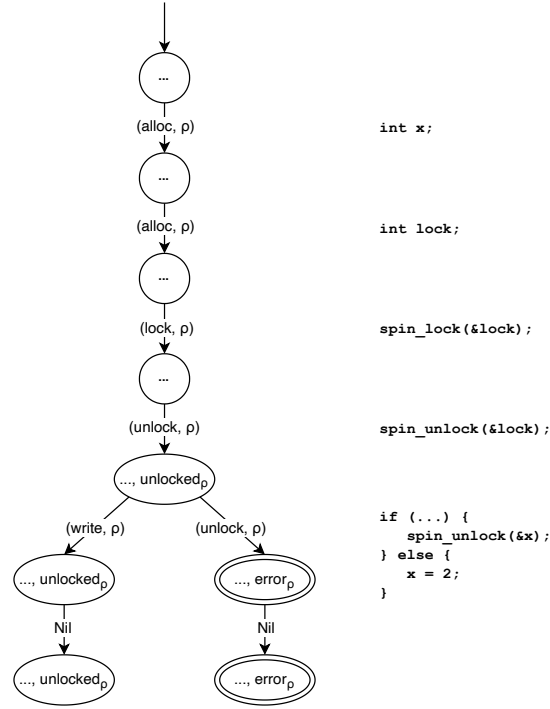 ...
(alloc, ρ) int x;
...
(alloc, ρ) int lock;
...
(lock, ρ) spin_lock(&lock);
...
(unlock, ρ) spin_unlock(&lock);
..., unlockedρ
(write, ρ) (unlock, ρ)
if (...) {
spin_unlock(&x);
} else {
x = 2;
}
..., unlockedρ ..., errorρ
Nil Nil
..., unlockedρ ..., errorρ